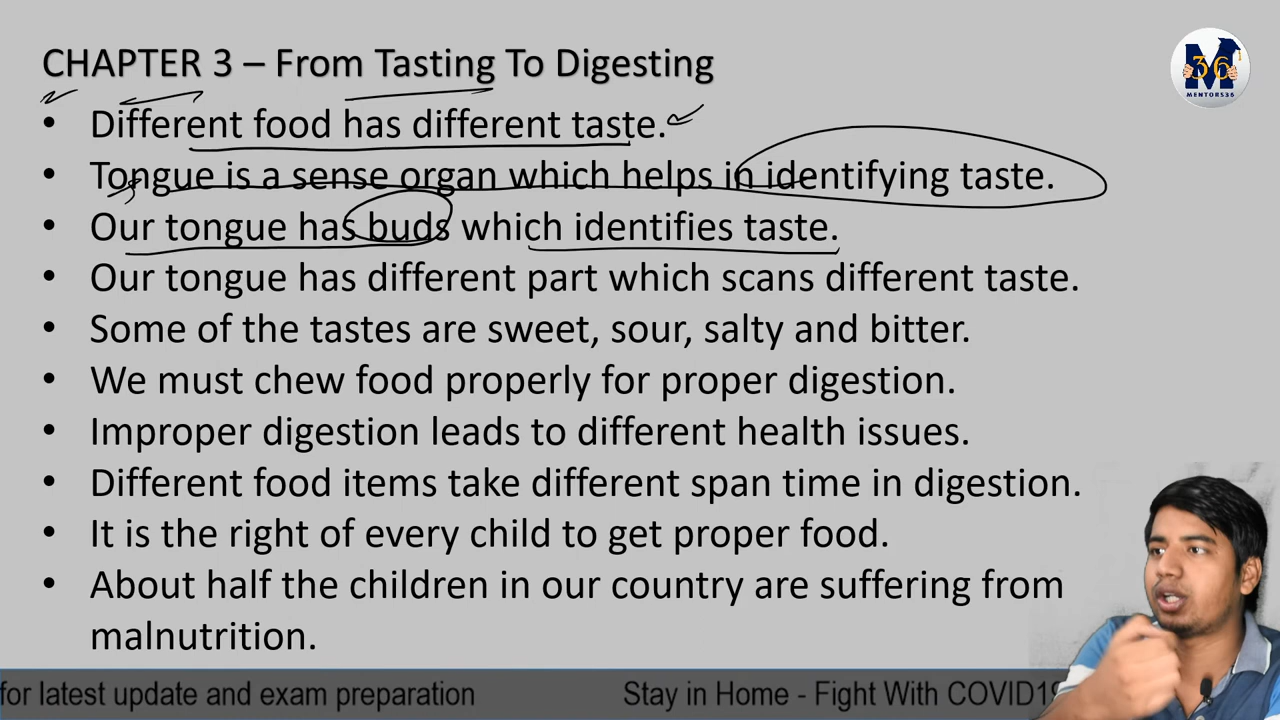 CHAPTER 3 – From Tasting To Digesting
36
MENTORS36
• Different food has different taste.
• Tongue is a sense organ which helps in identifying taste.
• Our tongue has buds which identifies taste.
• Our tongue has different part which scans different taste.
• Some of the tastes are sweet, sour, salty and bitter.
• We must chew food properly for proper digestion.
• Improper digestion leads to different health issues.
• Different food items take different span time in digestion.
• It is the right of every child to get proper food.
• About half the children in our country are suffering from
malnutrition.
for latest update and exam preparation Stay in Home - Fight With COVID19